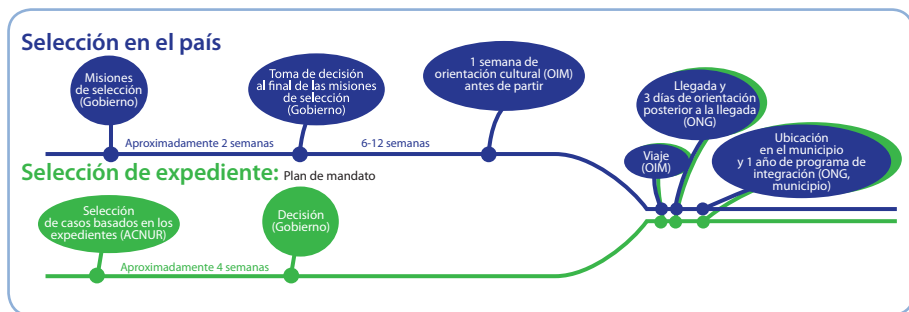 Selección en el país
Misiones
de selección
(Gobierno)
Toma de decisión
al final de las misiones
de selección
(Gobierno)
1 semana de
orientación cultural (OIM)
antes de partir
Llegada y
3 días de orientación
posterior a la llegada
(ONG)
Aproximadamente 2 semanas
6-12 semanas
Viaje
(OIM)
Ubicación
en el municipio
y 1 año de programa de
integración (ONG,
municipio)
Selección de expediente: Plan de mandato
Selección
de casos basados en los
expedientes (ACNUR)
Decisión
(Gobierno)
Aproximadamente 4 semanas